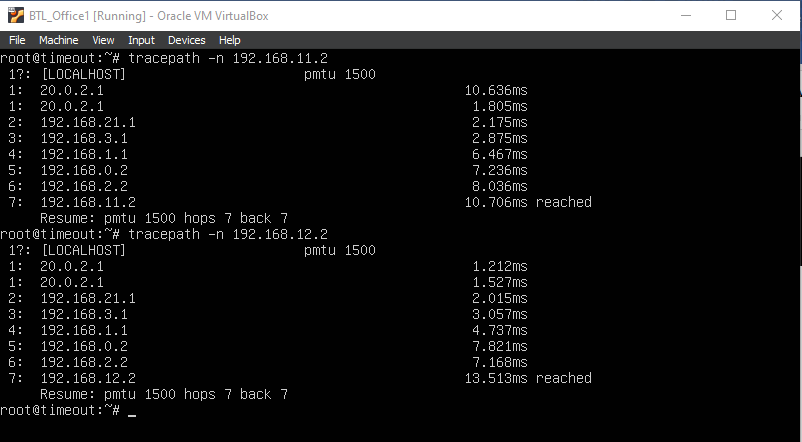 BTL_Office1 [Running] - Oracle VM VirtualBox
File Machine View Input Devices Help
root@timeout:~# tracepath -n 192.168.11.2
1?: [LOCALHOST] pmtu 1500
1: 20.0.2.1 10.636ms
1: 20.0.2.1 1.805ms
2: 192.168.21.1 2.175ms
3: 192.168.3.1 2.875ms
4: 192.168.1.1 6.467ms
5: 192.168.0.2 7.236ms
6: 192.168.2.2 8.036ms
7: 192.168.11.2 10.706ms reached
Resume: pmtu 1500 hops 7 back 7
root@timeout:~# tracepath -n 192.168.12.2
1?: [LOCALHOST] pmtu 1500
1: 20.0.2.1 1.212ms
1: 20.0.2.1 1.527ms
2: 192.168.21.1 2.015ms
3: 192.168.3.1 3.057ms
4: 192.168.1.1 4.737ms
5: 192.168.0.2 7.821ms
6: 192.168.2.2 7.168ms
7: 192.168.12.2 13.513ms reached
Resume: pmtu 1500 hops 7 back 7
root@timeout:~# _